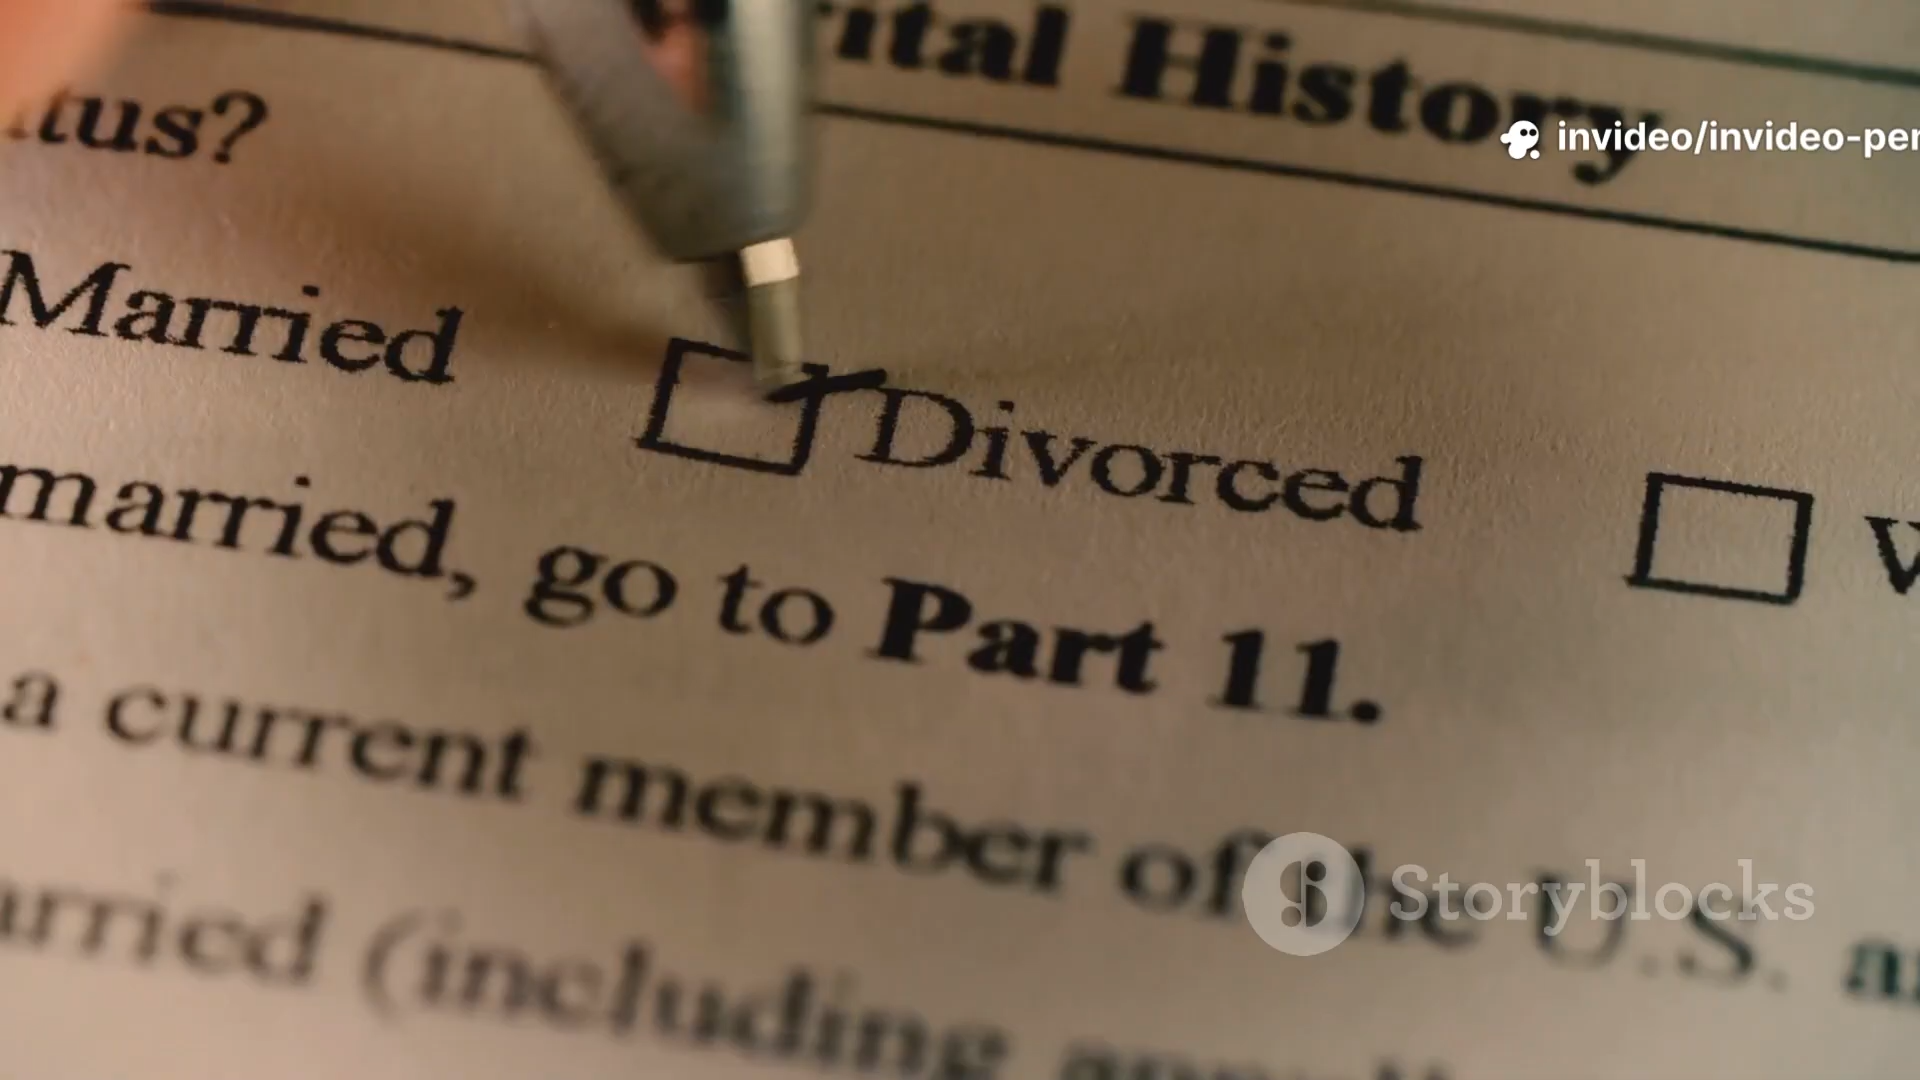 ital History
invideo/invideo-per
tus?
Married Divorced
married, go to Part 11.
a current member of the U.S.
arried (including
Storyblocks